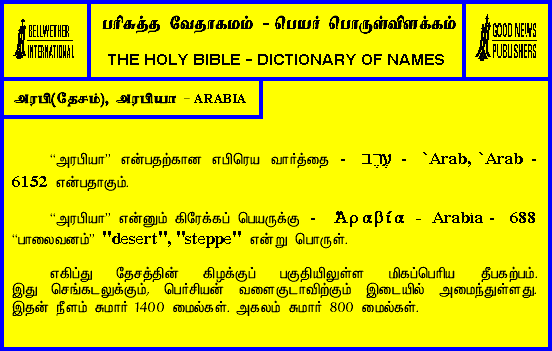 BELLWETHER
INTERNATIONAL
பரிசுத்த வேதாகமம் - பெயர் பொருள்விளக்கம்
THE HOLY BIBLE - DICTIONARY OF NAMES
GOOD NEWS
PUBLISHERS
அரபி(தேசம்), அரபியா - ARABIA
“அரபியா” என்பதற்கான எபிரெய வார்த்தை - עֲרָב - `Arab, `Arab -
6152 என்பதாகும்.
“அரபியா” என்னும் கிரேக்கப் பெயருக்கு - Ἀραβία - Arabia - 688
“பாலைவனம்” "desert", "steppe" என்று பொருள்.
எகிப்து தேசத்தின் கிழக்குப் பகுதியிலுள்ள மிகப்பெரிய தீபகற்பம்.
இது செங்கடலுக்கும், பெர்சியன் வளைகுடாவிற்கும் இடையில் அமைந்துள்ளது.
இதன் நீளம் சுமார் 1400 மைல்கள். அகலம் சுமார் 800 மைல்கள்.